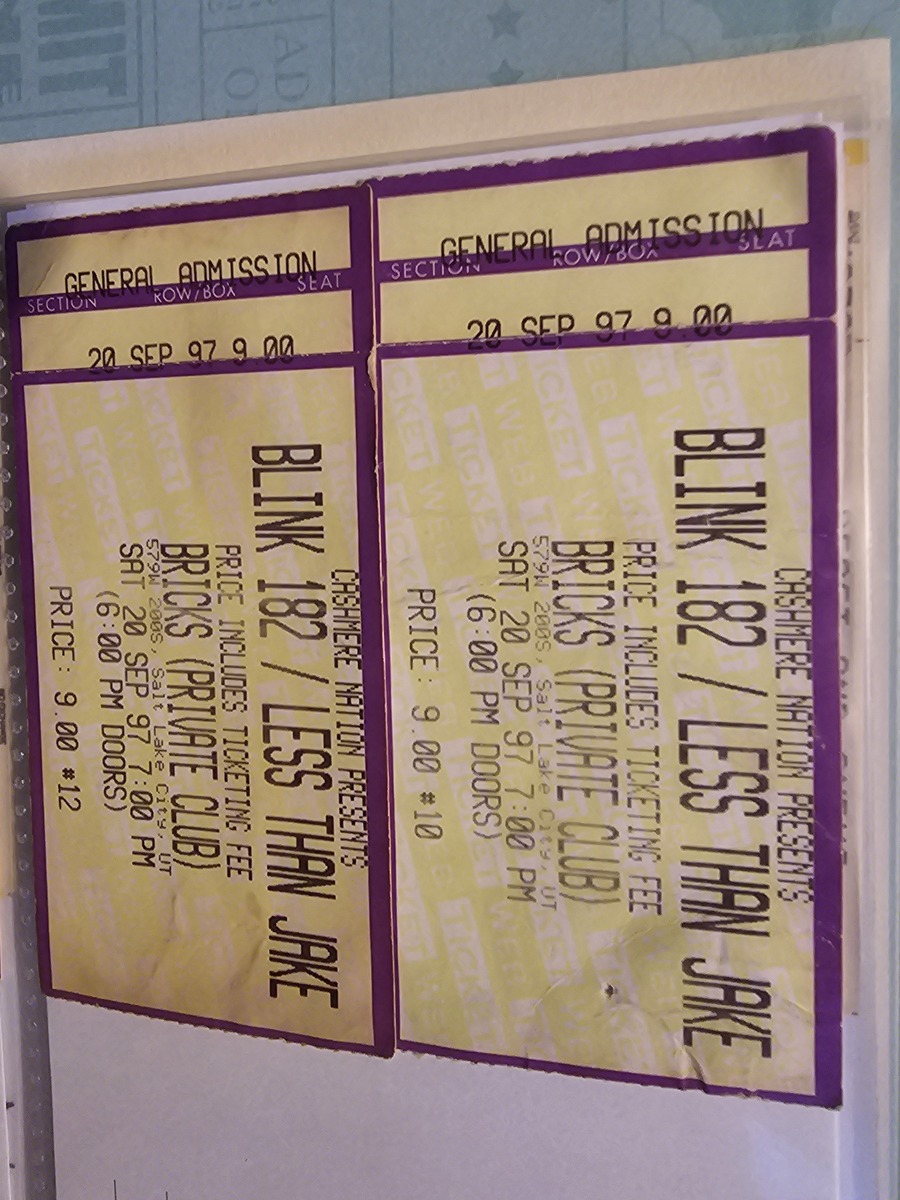 GENERAL ADMISSION
SECTION ROW/BOX SEAT
20 SEP 97 9.00
CASHMERE NATION PRESENTS
BLINK 182 / LESS THAN JAKE
PRICE INCLUDES TICKETING FEE
BRICKS (PRIVATE CLUB)
579W 200S, Salt Lake City, UT
SAT 20 SEP 97 7:00 PM
(6:00 PM DOORS)
PRICE: 9.00 #10
GENERAL ADMISSION
SECTION ROW/BOX SEAT
20 SEP 97 9.00
CASHMERE NATION PRESENTS
BLINK 182 / LESS THAN JAKE
PRICE INCLUDES TICKETING FEE
BRICKS (PRIVATE CLUB)
579W 200S, Salt Lake City, UT
SAT 20 SEP 97 7:00 PM
(6:00 PM DOORS)
PRICE: 9.00 #12